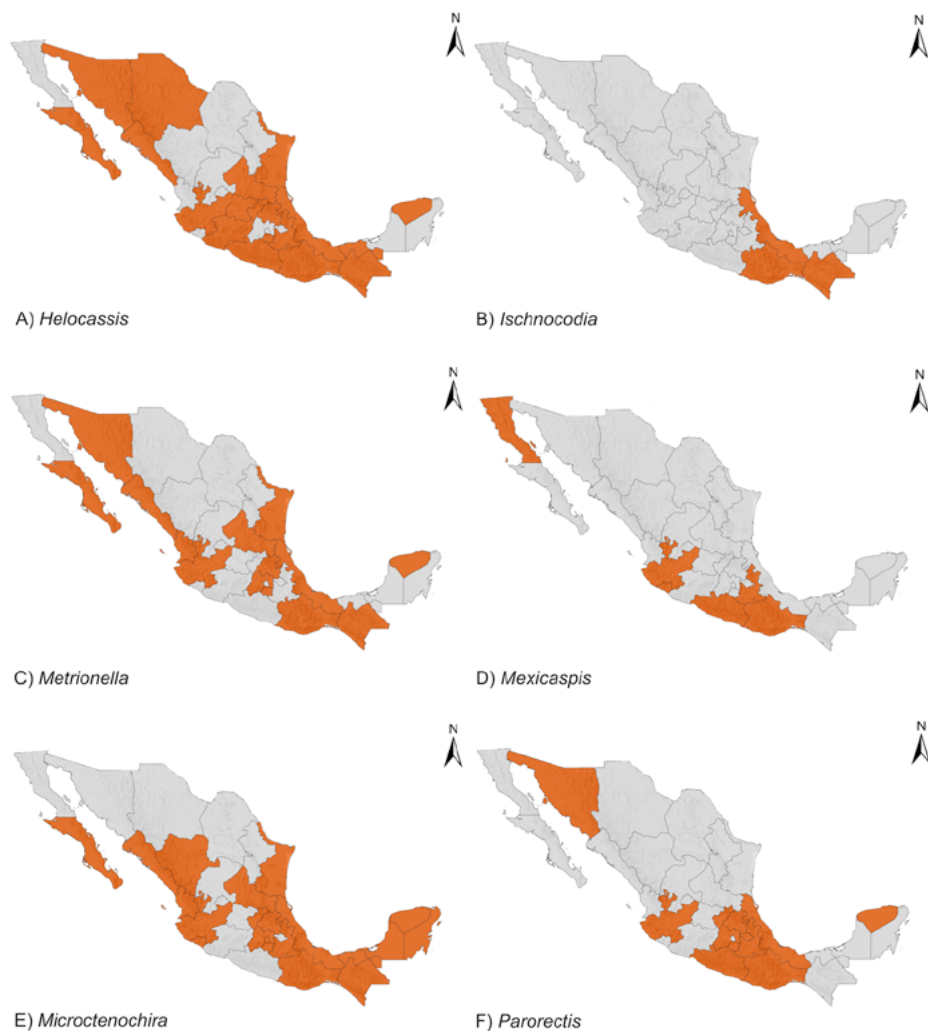 N
N
A) Helocassis
B) Ischnocodia
N
N
C) Metrionella
D) Mexicaspis
N
N
E) Microctenochira
F) Parorectis